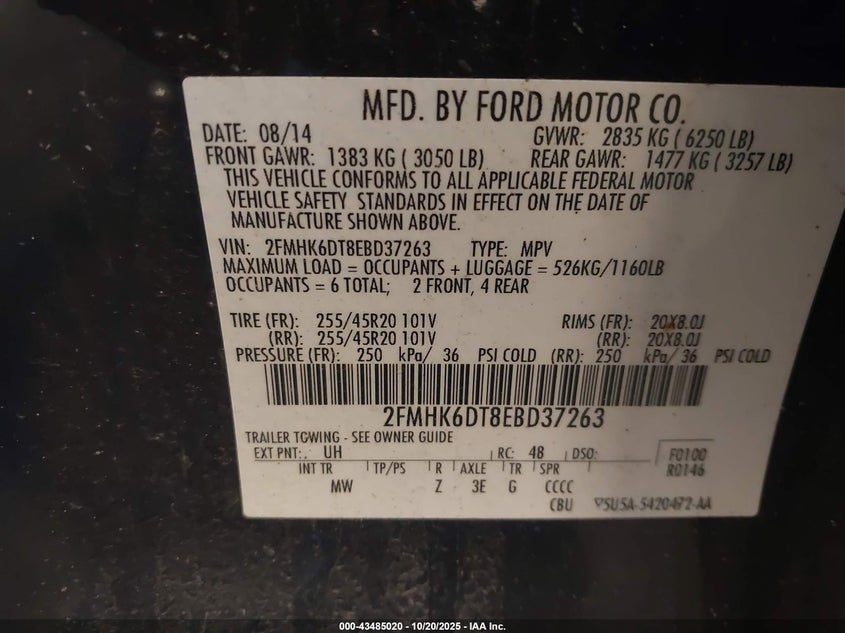 MFD. BY FORD MOTOR CO.
DATE: 08/14 GVWR: 2835 KG ( 6250 LB)
FRONT GAWR: 1383 KG ( 3050 LB) REAR GAWR: 1477 KG ( 3257 LB)
THIS VEHICLE CONFORMS TO ALL APPLICABLE FEDERAL MOTOR
VEHICLE SAFETY STANDARDS IN EFFECT ON THE DATE OF
MANUFACTURE SHOWN ABOVE.
VIN: 2FMHK6DT8EBD37263 TYPE: MPV
MAXIMUM LOAD = OCCUPANTS + LUGGAGE = 526KG/1160LB
OCCUPANTS = 6 TOTAL; 2 FRONT, 4 REAR
TIRE (FR): 255/45R20 101V RIMS (FR): 20X8.0J
(RR): 255/45R20 101V (RR): 20X8.0J
PRESSURE (FR): 250 kPa/ 36 PSI COLD (RR): 250 kPa/ 36 PSI COLD
2FMHK6DT8EBD37263
TRAILER TOWING - SEE OWNER GUIDE
EXT PNT: UH RC: 48 DSO: F0100
INT TR TP/PS R AXLE TR SPR R0146
MW Z 3E G CCCC
CBU 5U5A-5420472-AA
000-43485020 - 10/20/2025 - IAA Inc.